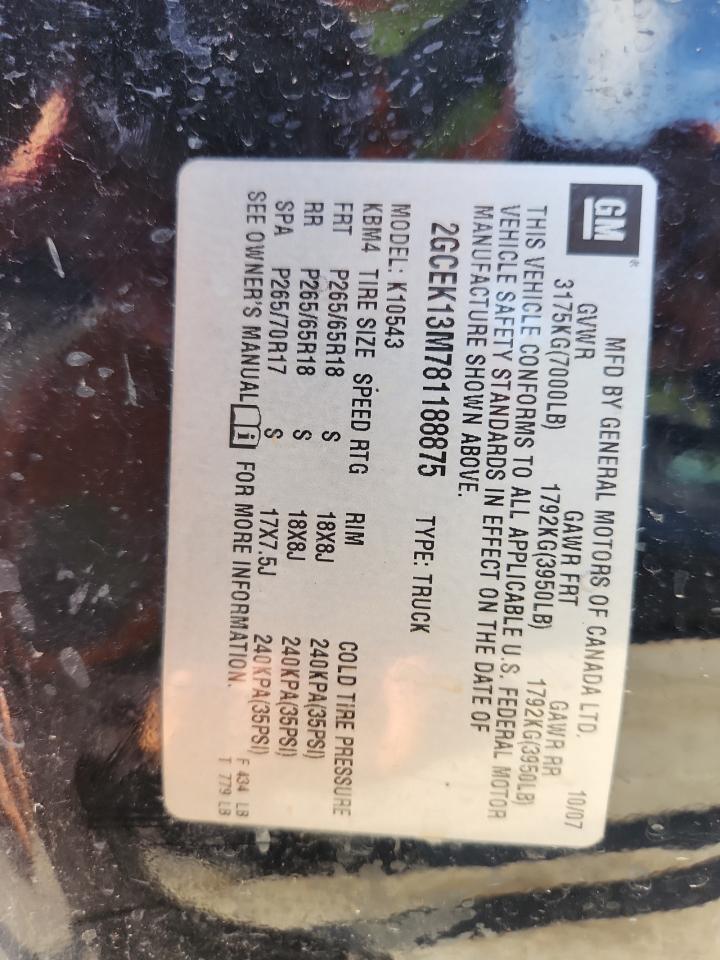 GM®
MFD BY GENERAL MOTORS OF CANADA LTD.
10/07
GVWR GAWR FRT GAWR RR
3175KG(7000LB) 1792KG(3950LB) 1792KG(3950LB)
THIS VEHICLE CONFORMS TO ALL APPLICABLE U.S. FEDERAL MOTOR
VEHICLE SAFETY STANDARDS IN EFFECT ON THE DATE OF
MANUFACTURE SHOWN ABOVE.
2GCEK13M781188875 TYPE: TRUCK
MODEL: K10543
KBM4 TIRE SIZE SPEED RTG RIM COLD TIRE PRESSURE
FRT P265/65R18 S 18X8J 240KPA(35PSI)
RR P265/65R18 S 18X8J 240KPA(35PSI)
SPA P265/70R17 S 17X7.5J 240KPA(35PSI)
SEE OWNER'S MANUAL i FOR MORE INFORMATION.
F 434 LB
T 779 LB